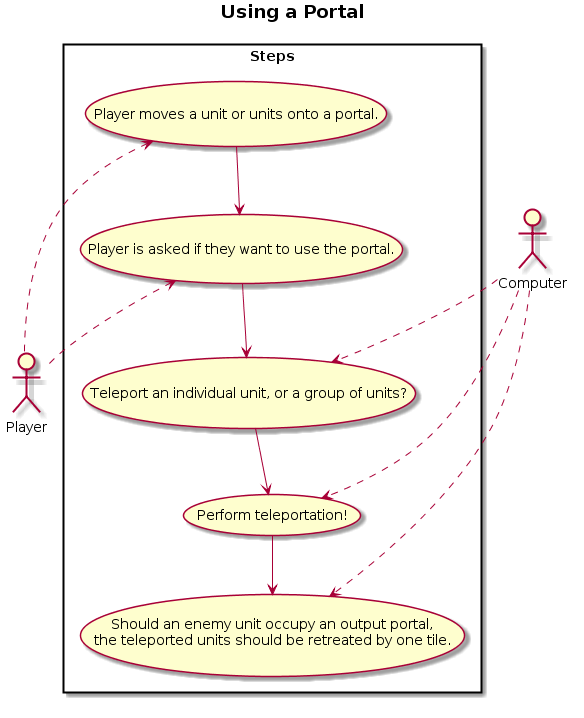 Using a Portal
Steps
Player moves a unit or units onto a portal.
Player is asked if they want to use the portal.
Computer
Teleport an individual unit, or a group of units?
Player
Perform teleportation!
Should an enemy unit occupy an output portal,
the teleported units should be retreated by one tile.